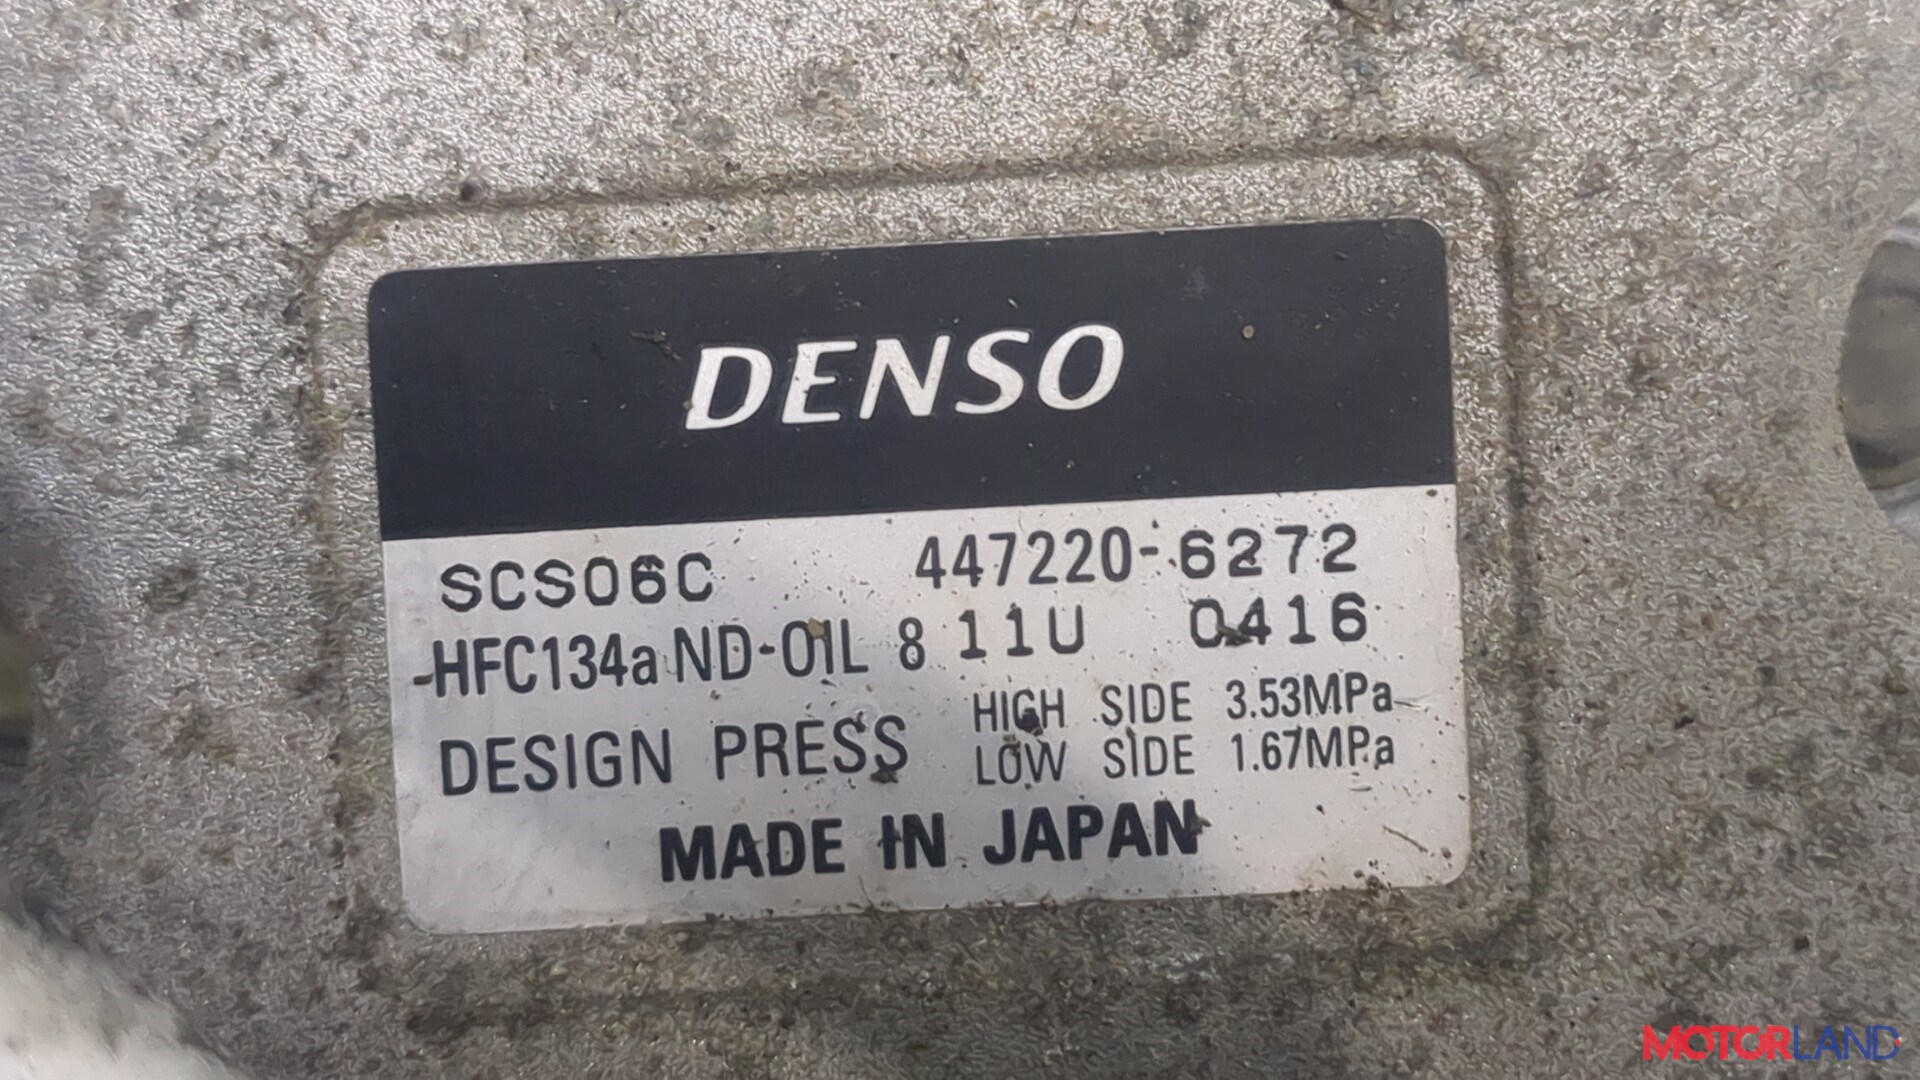 DENSO
SCS06C 447220-6272
HFC134a ND-OIL 8 11U 0416
DESIGN PRESS HIGH SIDE 3.53MPa
LOW SIDE 1.67MPa
MADE IN JAPAN
MOTORLAND